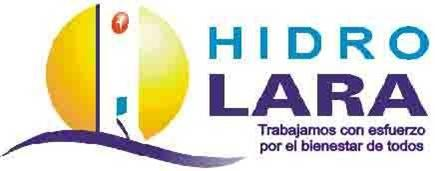 HIDRO
LARA
Trabajamos con esfuerzo
por el bienestar de todos